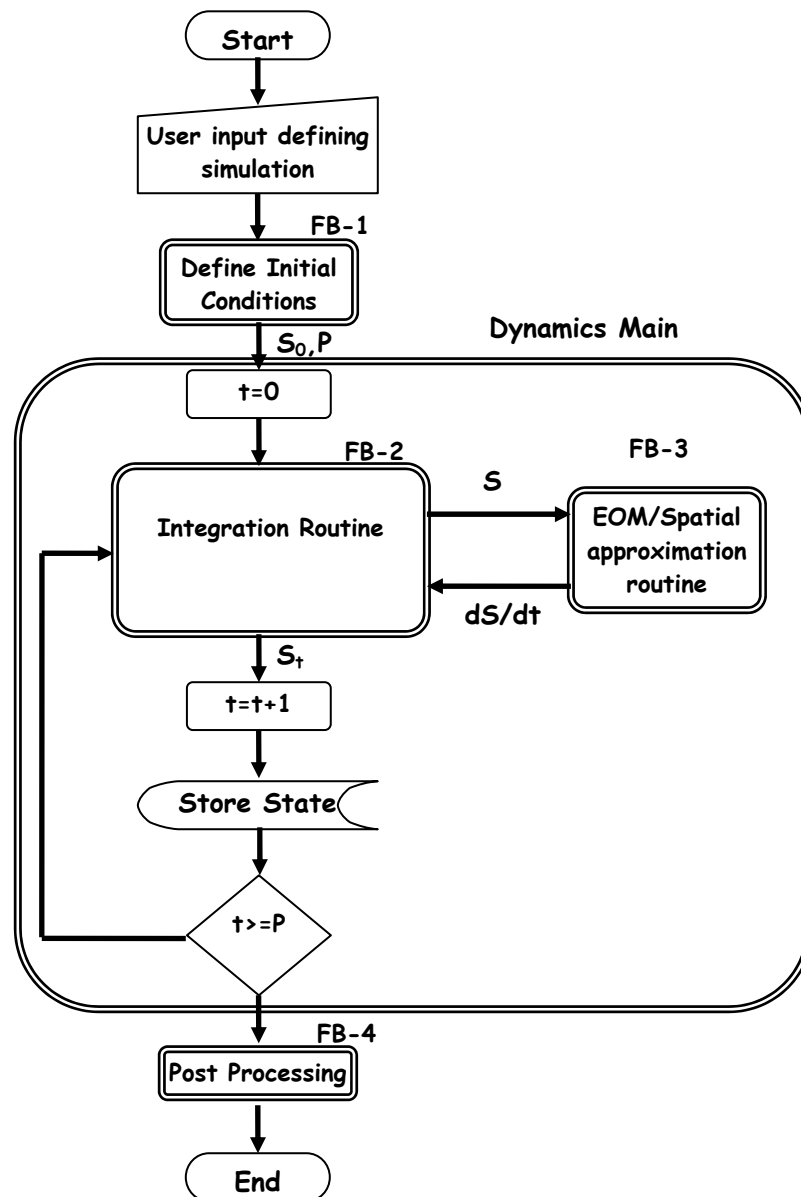 Start
User input defining
simulation
FB-1
Define Initial
Conditions
S₀,P
Dynamics Main
t=0
FB-2
FB-3
Integration Routine
S
EOM/Spatial
approximation
routine
dS/dt
Sₜ
t=t+1
Store State
t>=P
FB-4
Post Processing
End